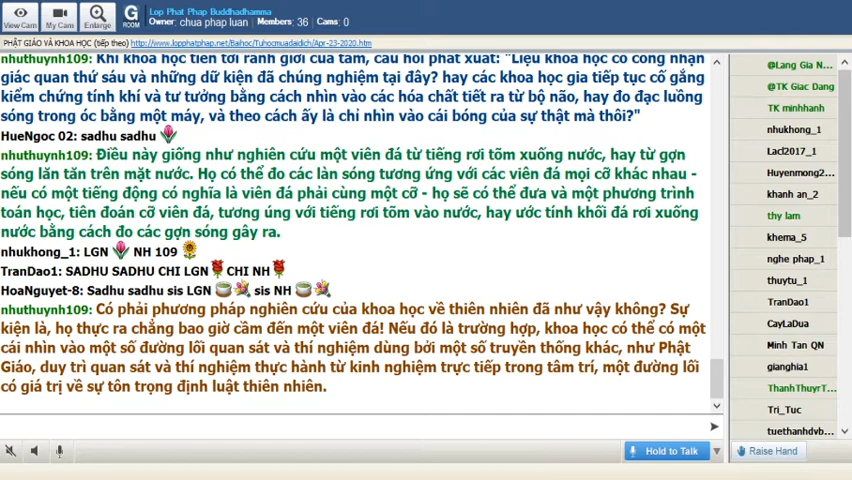 View Cam
My Cam
Enlarge
G
ROOM
Lop Phat Phap Buddhadhamma
Owner: chua phap luan   Members: 36   Cams: 0
PHẬT GIÁO VÀ KHOA HỌC (tiếp theo) http://www.lopphatphap.net/Baihoc/Tuhocmuadaidich/Apr-23-2020.htm
nhuthuynh109: Khi khoa học tiến tới ranh giới của tâm, câu hỏi phát xuất: "Liệu khoa học có công nhận
giác quan thứ sáu và những dữ kiện đã chúng nghiệm tại đây? hay các khoa học gia tiếp tục cố gắng
kiểm chứng tính khí và tư tưởng bằng cách nhìn vào các hóa chất tiết ra từ bộ não, hay đo đạc luồng
sóng trong óc bằng một máy, và theo cách ấy là chỉ nhìn vào cái bóng của sự thật mà thôi?"
HueNgoc 02: sadhu sadhu
nhuthuynh109: Điều này giống như nghiên cứu một viên đá từ tiếng rơi tõm xuống nước, hay từ gợn
sóng lăn tăn trên mặt nước. Họ có thể đo các làn sóng tương ứng với các viên đá mọi cỡ khác nhau -
nếu có một tiếng động có nghĩa là viên đá phải cùng một cỡ - họ sẽ có thể đưa và một phương trình
toán học, tiên đoán cỡ viên đá, tương úng với tiếng rơi tõm vào nước, hay ước tính khối đá rơi xuống
nước bằng cách đo các gợn sóng gây ra.
nhukhong_1: LGN NH 109
TranDao1: SADHU SADHU CHI LGN CHI NH
HoaNguyet-8: Sadhu sadhu sis LGN sis NH
nhuthuynh109: Có phải phương pháp nghiên cứu của khoa học về thiên nhiên đã như vậy không? Sự
kiện là, họ thực ra chẳng bao giờ cầm đến một viên đá! Nếu đó là trường hợp, khoa học có thể có một
cái nhìn vào một số đường lối quan sát và thí nghiệm dùng bởi một số truyền thống khác, như Phật
Giáo, duy trì quan sát và thí nghiệm thực hành từ kinh nghiệm trực tiếp trong tâm trí, một đường lối
có giá trị về sự tôn trọng định luật thiên nhiên.
@Lang Gia N...
@TK Giac Dang
TK minhhanh
nhukhong_1
Lacl2017_1
Huyenmong2...
khanh an_2
thy lam
khema_5
nghe phap_1
thuytu_1
TranDao1
CayLaDua
Minh Tan QN
gianghia1
ThanhThuyrT...
Tri_Tuc
tuethanhdvb...
Hold to Talk
Raise Hand